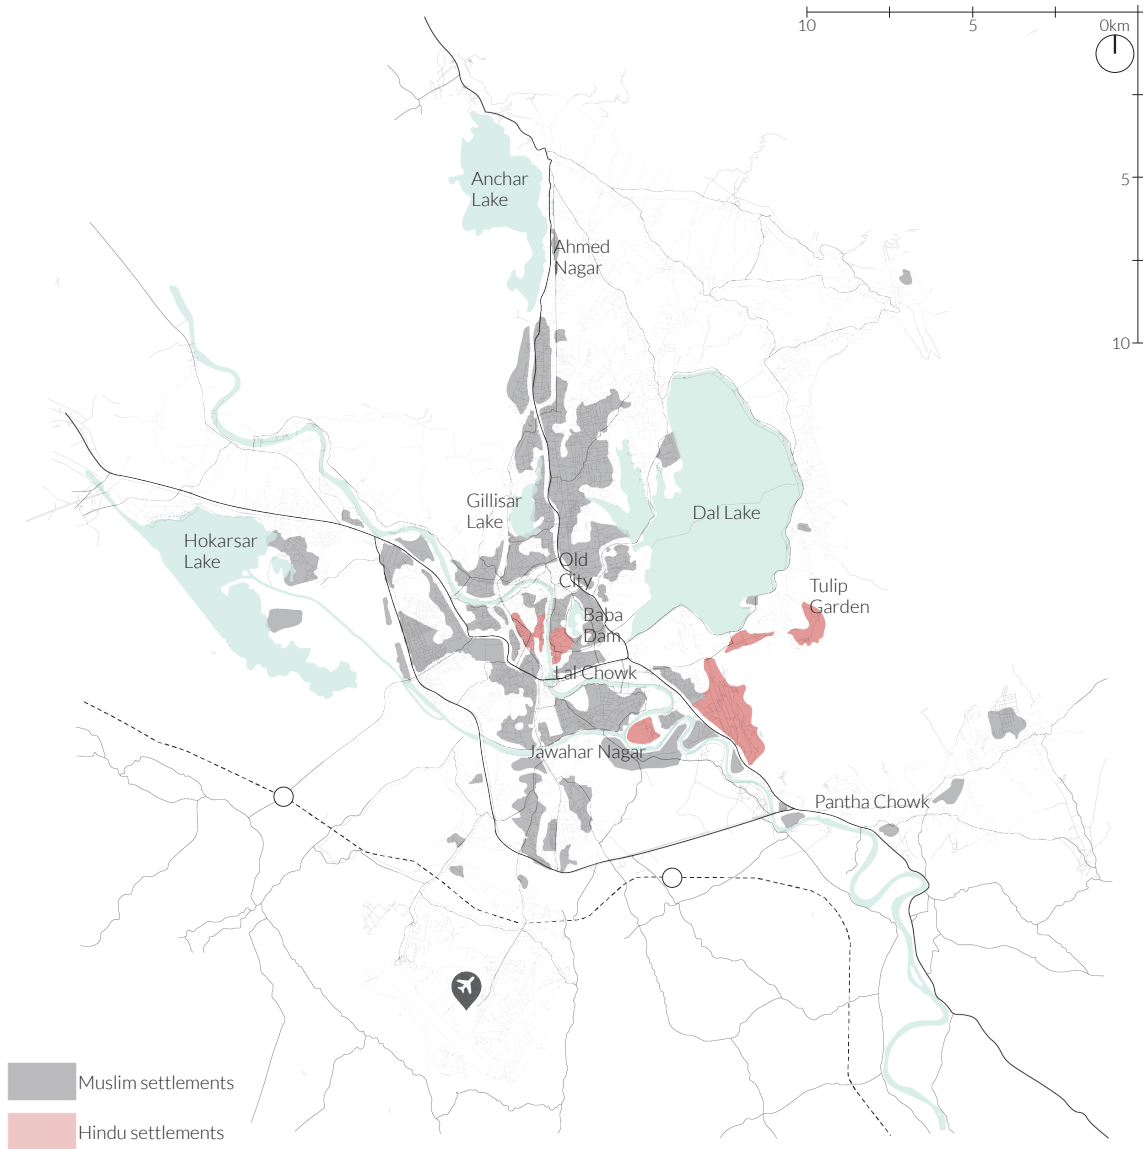 10
5
0km
5
10
Anchar
Lake
Ahmed
Nagar
Gillisar
Lake
Dal Lake
Hokarsar
Lake
Old
City
Tulip
Garden
Baba
Dam
Lal Chowk
Jawahar Nagar
Pantha Chowk
Muslim settlements
Hindu settlements